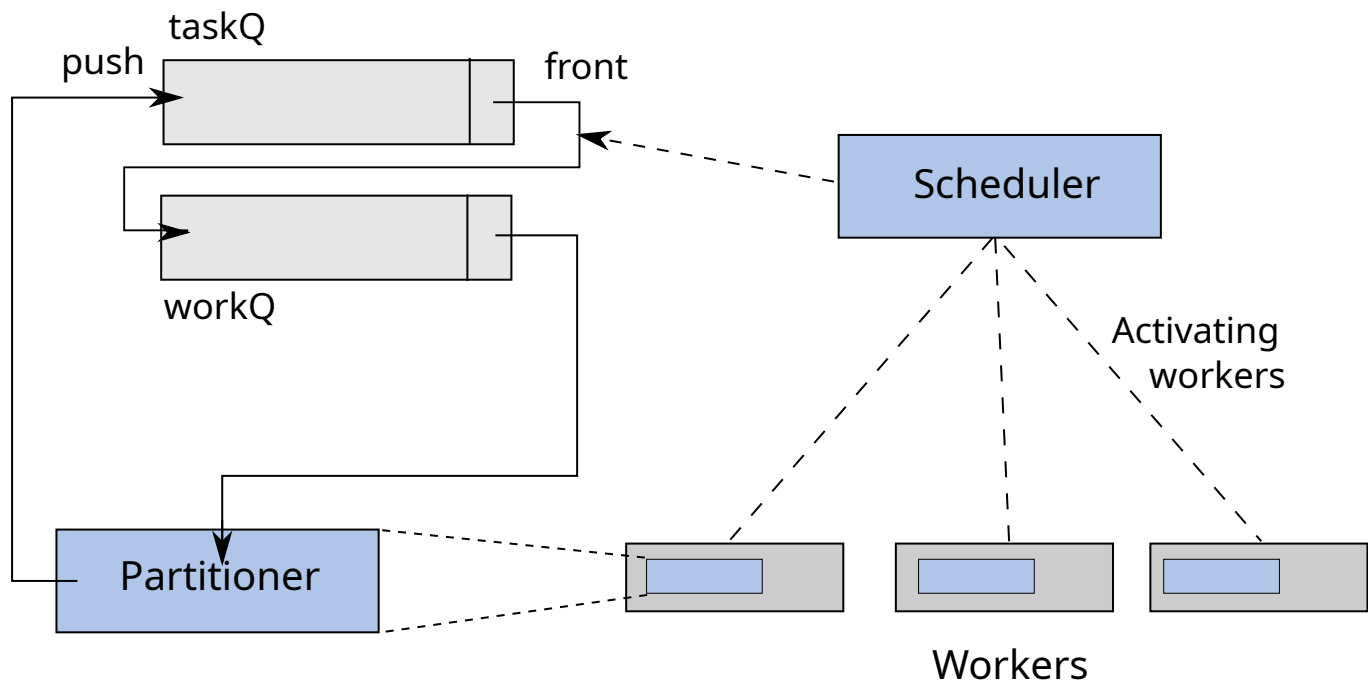 taskQ
push
front
Scheduler
workQ
Activating
workers
Partitioner
Workers